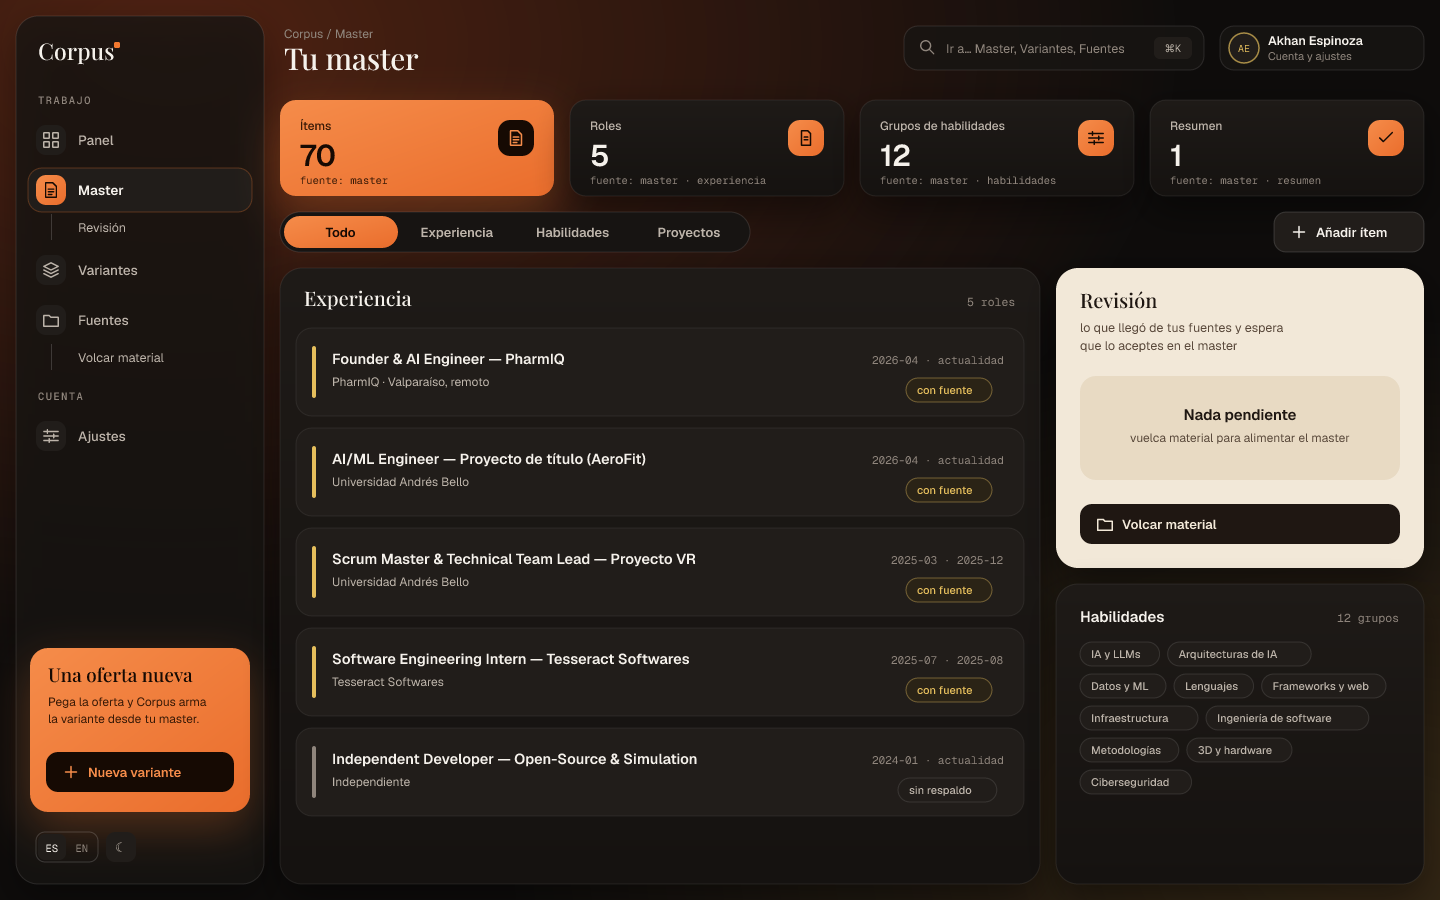 Corpus
TRABAJO
Panel
Master
Revisión
Variantes
Fuentes
Volcar material
CUENTA
Ajustes
Una oferta nueva
Pega la oferta y Corpus arma
la variante desde tu master.
Nueva variante
ES EN
Corpus / Master
Tu master
Ir a... Master, Variantes, Fuentes ⌘K
AE
Akhan Espinoza
Cuenta y ajustes
Ítems
70
fuente: master
Roles
5
fuente: master · experiencia
Grupos de habilidades
12
fuente: master · habilidades
Resumen
1
fuente: master · resumen
Todo Experiencia Habilidades Proyectos
Añadir ítem
Experiencia
5 roles
Founder & AI Engineer — PharmIQ
2026-04 · actualidad
PharmIQ · Valparaíso, remoto
con fuente
AI/ML Engineer — Proyecto de título (AeroFit)
2026-04 · actualidad
Universidad Andrés Bello
con fuente
Scrum Master & Technical Team Lead — Proyecto VR
2025-03 · 2025-12
Universidad Andrés Bello
con fuente
Software Engineering Intern — Tesseract Softwares
2025-07 · 2025-08
Tesseract Softwares
con fuente
Independent Developer — Open-Source & Simulation
2024-01 · actualidad
Independiente
sin respaldo
Revisión
lo que llegó de tus fuentes y espera
que lo aceptes en el master
Nada pendiente
vuelca material para alimentar el master
Volcar material
Habilidades
12 grupos
IA y LLMs Arquitecturas de IA
Datos y ML Lenguajes Frameworks y web
Infraestructura Ingeniería de software
Metodologías 3D y hardware
Ciberseguridad